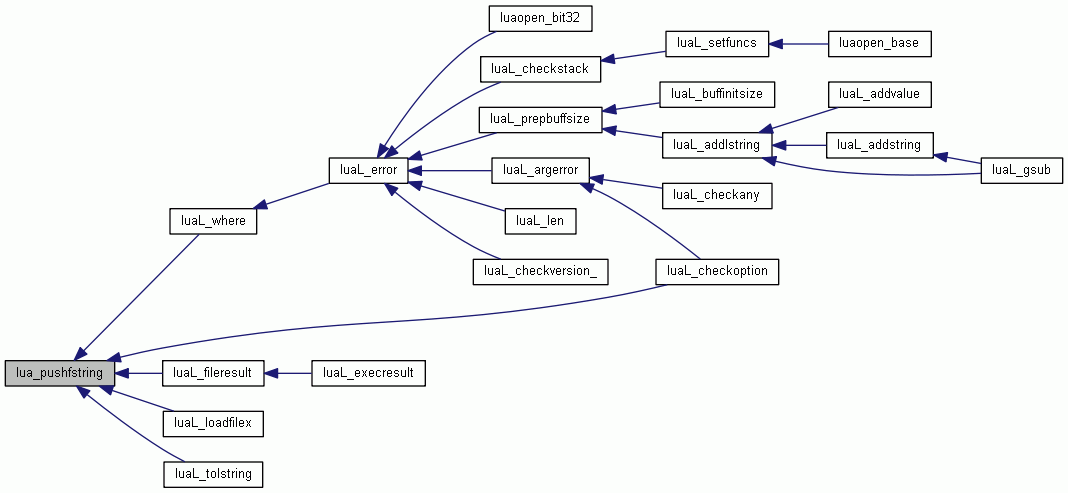 luaopen_bit32
luaL_setfuncs
luaopen_base
luaL_checkstack
luaL_buffinitsize
luaL_addvalue
luaL_prepbuffsize
luaL_addlstring
luaL_addstring
luaL_error
luaL_argerror
luaL_gsub
luaL_checkany
luaL_where
luaL_len
luaL_checkversion_
luaL_checkoption
lua_pushfstring
luaL_fileresult
luaL_execresult
luaL_loadfilex
luaL_tolstring